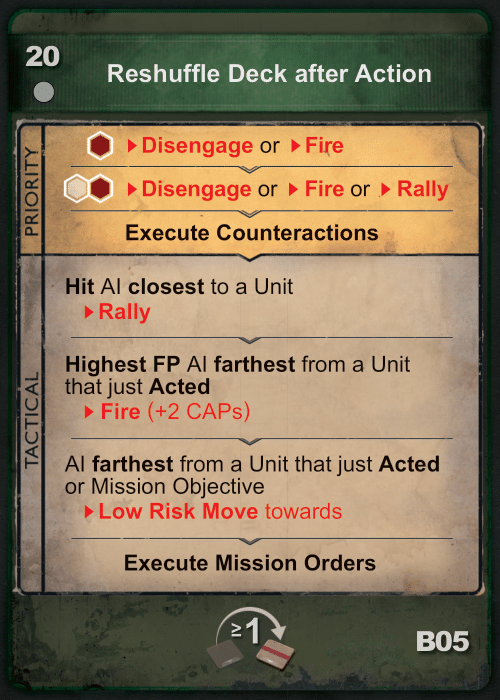 20
Reshuffle Deck after Action
PRIORITY
Disengage or Fire
Disengage or Fire or Rally
Execute Counteractions
TACTICAL
Hit AI closest to a Unit
Rally
Highest FP AI farthest from a Unit
that just Acted
Fire (+2 CAPs)
AI farthest from a Unit that just Acted
or Mission Objective
Low Risk Move towards
Execute Mission Orders
≥1
B05